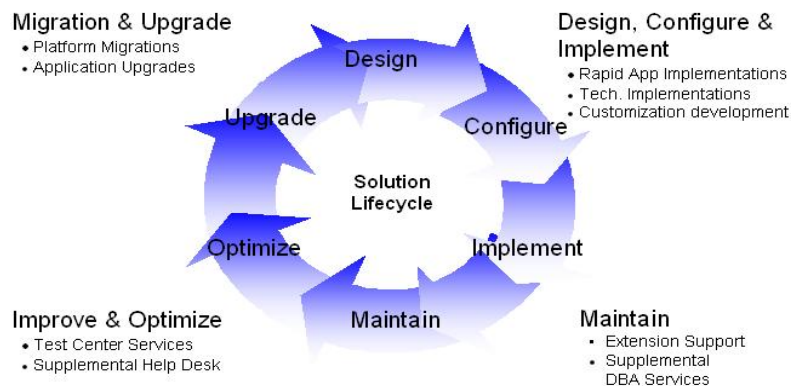 Migration & Upgrade
• Platform Migrations
• Application Upgrades
Design, Configure &
Implement
• Rapid App Implementations
• Tech. Implementations
• Customization development
Design
Upgrade
Configure
Solution
Lifecycle
Optimize
Implement
Maintain
Improve & Optimize
• Test Center Services
• Supplemental Help Desk
Maintain
• Extension Support
• Supplemental
DBA Services